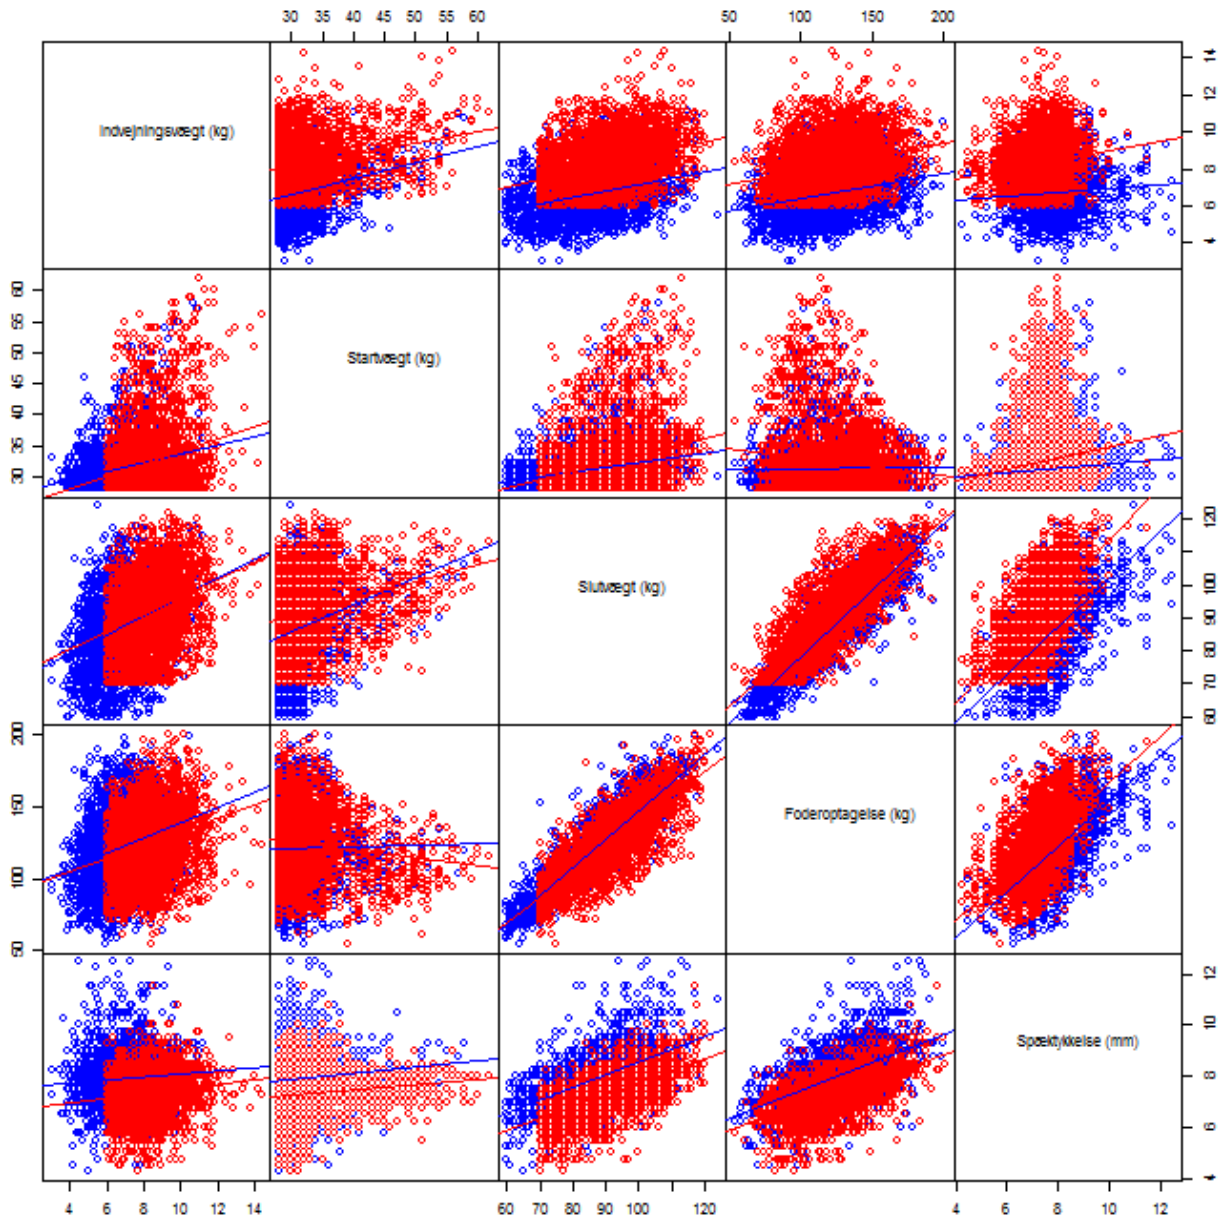 30 35 40 45 50 60
50 100 150 200
Indvejningsvægt (kg)
4 6 8 10 12 14
30 35 40 45 50 55 60
Startvægt (kg)
Slutvægt (kg)
60 70 80 90 100 120
50 100 150 200
Foderoptagelse (kg)
Spæktykkelse (mm)
4 6 8 10 12
4 6 8 10 12 14
60 70 80 90 100 120
4 6 8 10 12